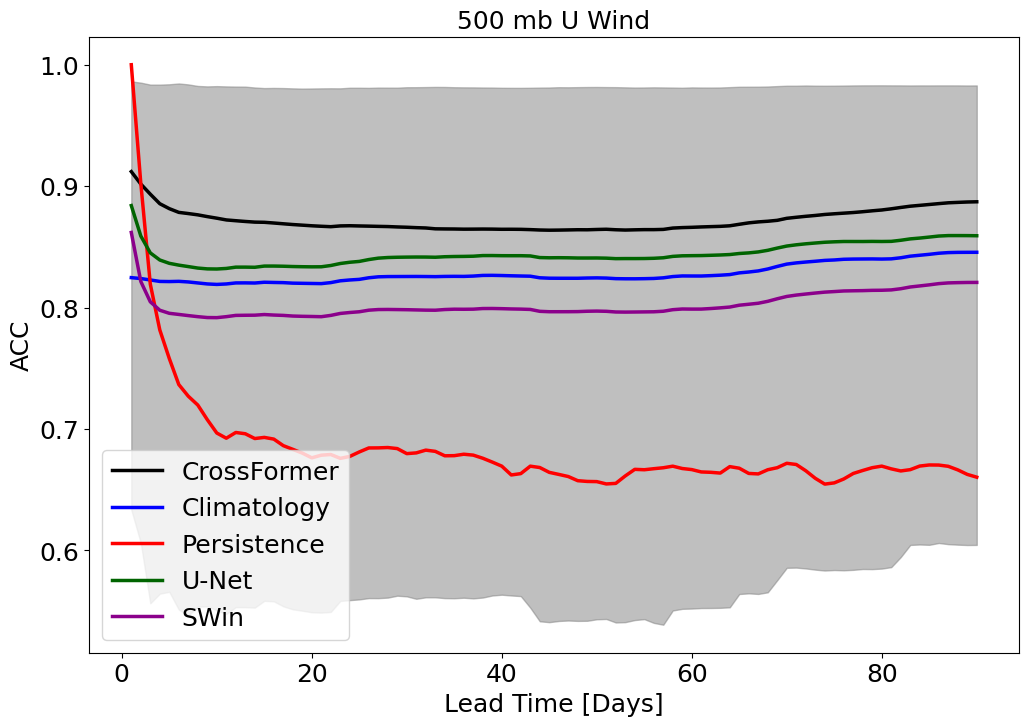 500 mb U Wind
ACC
1.0
0.9
0.8
0.7
0.6
CrossFormer
Climatology
Persistence
U-Net
SWin
0 20 40 60 80
Lead Time [Days]